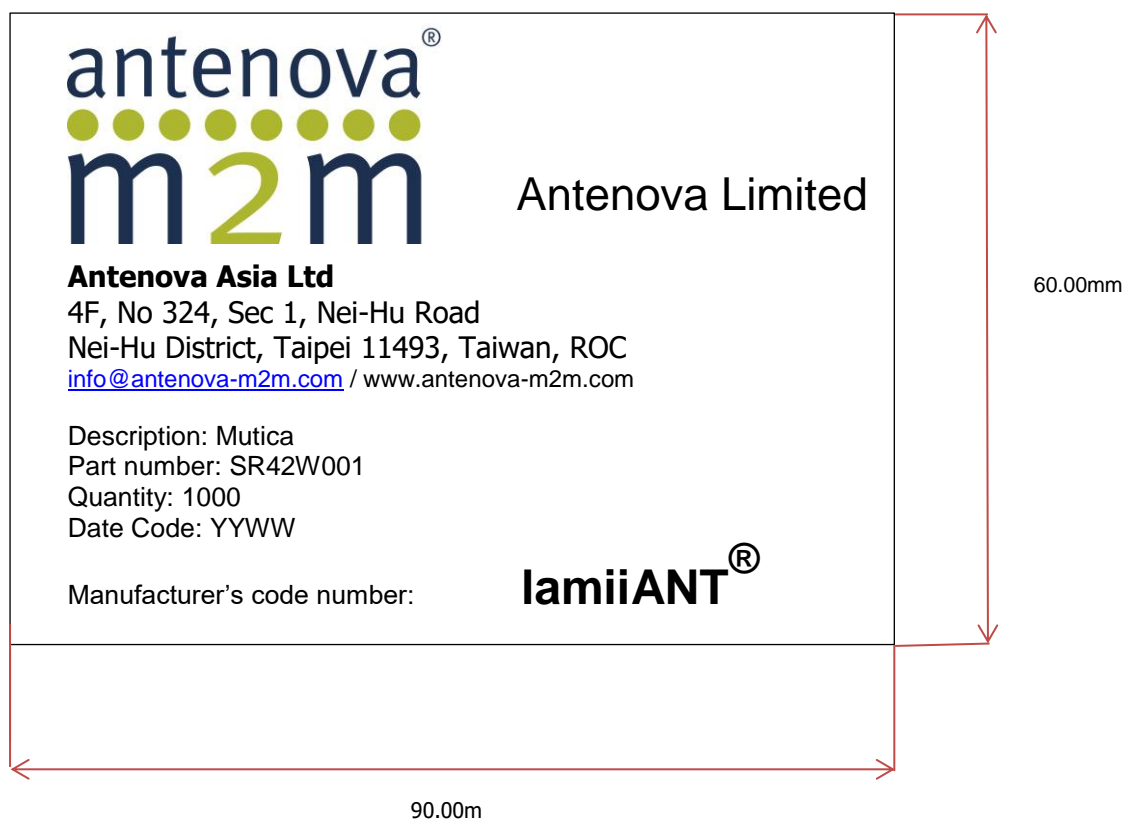 antenova®
m2m
Antenova Limited
Antenova Asia Ltd
4F, No 324, Sec 1, Nei-Hu Road
Nei-Hu District, Taipei 11493, Taiwan, ROC
info@antenova-m2m.com / www.antenova-m2m.com
Description: Mutica
Part number: SR42W001
Quantity: 1000
Date Code: YYWW
Manufacturer’s code number:
lamiiANT®
60.00mm
90.00m